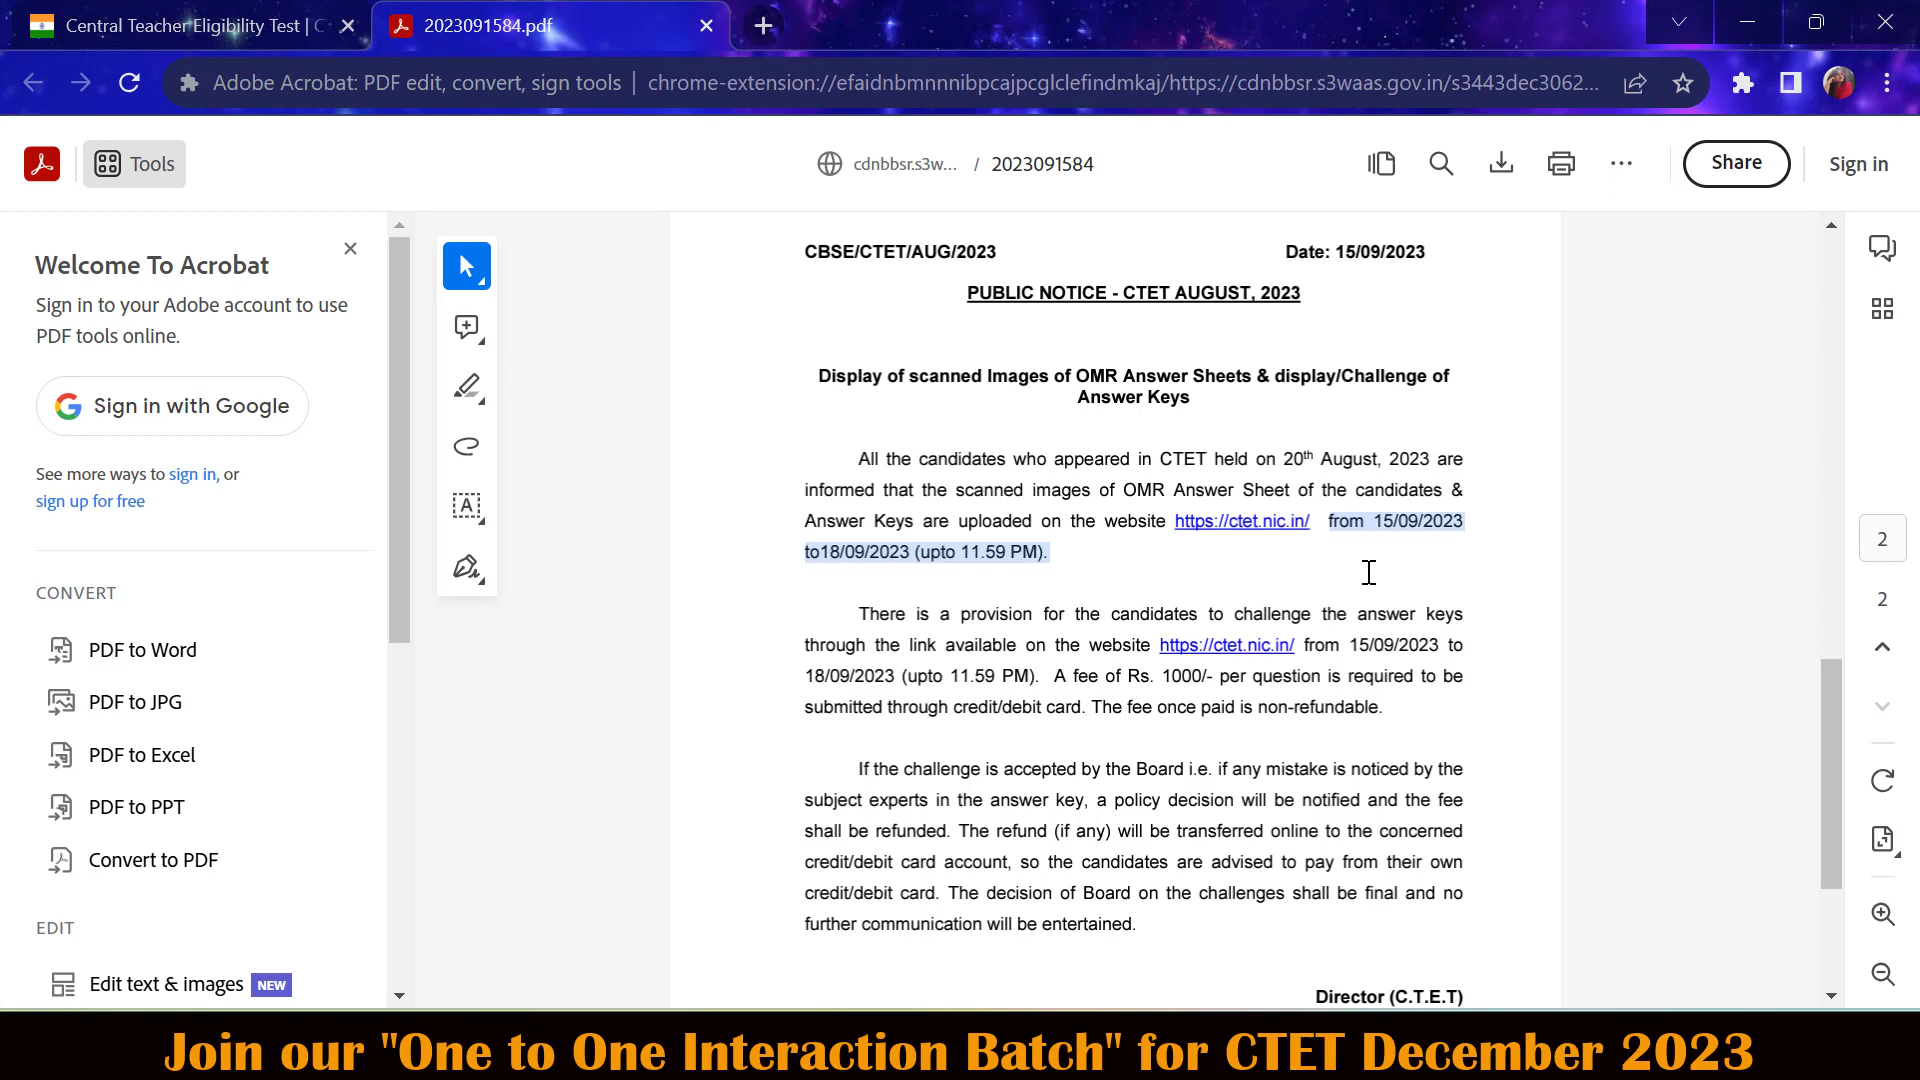 Central Teacher Eligibility Test | C
2023091584.pdf
Adobe Acrobat: PDF edit, convert, sign tools | chrome-extension://efaidnbmnnnibpcajpcglclefindmkaj/https://cdnbbsr.s3waas.gov.in/s3443dec3062...
Tools
cdnbbsr.s3w... / 2023091584
Share
Sign in
Welcome To Acrobat
Sign in to your Adobe account to use
PDF tools online.
Sign in with Google
See more ways to sign in, or
sign up for free
CONVERT
PDF to Word
PDF to JPG
PDF to Excel
PDF to PPT
Convert to PDF
EDIT
Edit text & images NEW
A
CBSE/CTET/AUG/2023 Date: 15/09/2023
PUBLIC NOTICE - CTET AUGUST, 2023
Display of scanned Images of OMR Answer Sheets & display/Challenge of
Answer Keys
All the candidates who appeared in CTET held on 20th August, 2023 are
informed that the scanned images of OMR Answer Sheet of the candidates &
Answer Keys are uploaded on the website https://ctet.nic.in/ from 15/09/2023
to18/09/2023 (upto 11.59 PM).
There is a provision for the candidates to challenge the answer keys
through the link available on the website https://ctet.nic.in/ from 15/09/2023 to
18/09/2023 (upto 11.59 PM). A fee of Rs. 1000/- per question is required to be
submitted through credit/debit card. The fee once paid is non-refundable.
If the challenge is accepted by the Board i.e. if any mistake is noticed by the
subject experts in the answer key, a policy decision will be notified and the fee
shall be refunded. The refund (if any) will be transferred online to the concerned
credit/debit card account, so the candidates are advised to pay from their own
credit/debit card. The decision of Board on the challenges shall be final and no
further communication will be entertained.
Director (C.T.E.T)
2
2
Join our "One to One Interaction Batch" for CTET December 2023